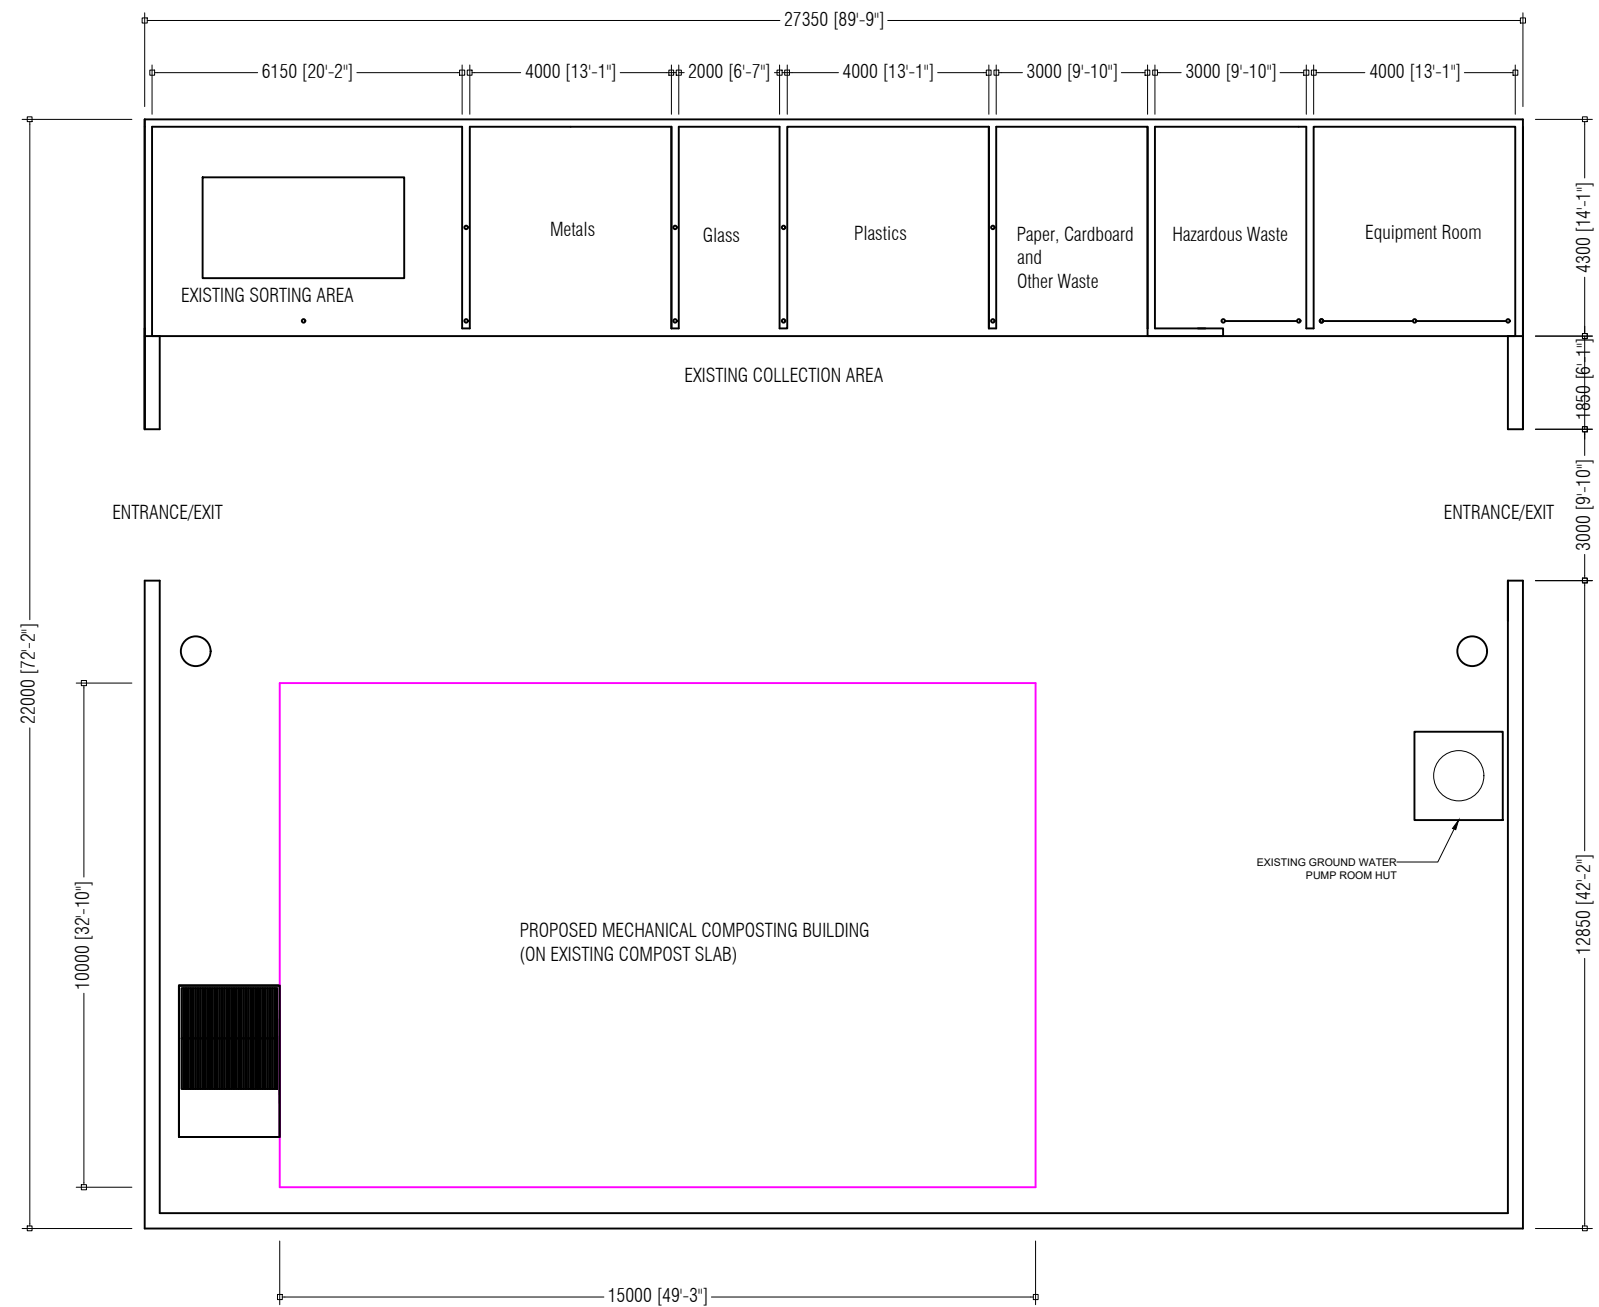 27350 [89'-9"]
6150 [20'-2"]
4000 [13'-1"]
2000 [6'-7"]
4000 [13'-1"]
3000 [9'-10"]
3000 [9'-10"]
4000 [13'-1"]
Metals
Glass
Plastics
Paper, Cardboard
and
Other Waste
Hazardous Waste
Equipment Room
4300 [14'-1"]
EXISTING SORTING AREA
EXISTING COLLECTION AREA
1850 [6'-1"]
ENTRANCE/EXIT
ENTRANCE/EXIT
3000 [9'-10"]
22000 [72'-2"]
10000 [32'-10"]
EXISTING GROUND WATER
PUMP ROOM HUT
12850 [42'-2"]
PROPOSED MECHANICAL COMPOSTING BUILDING
(ON EXISTING COMPOST SLAB)
15000 [49'-3"]